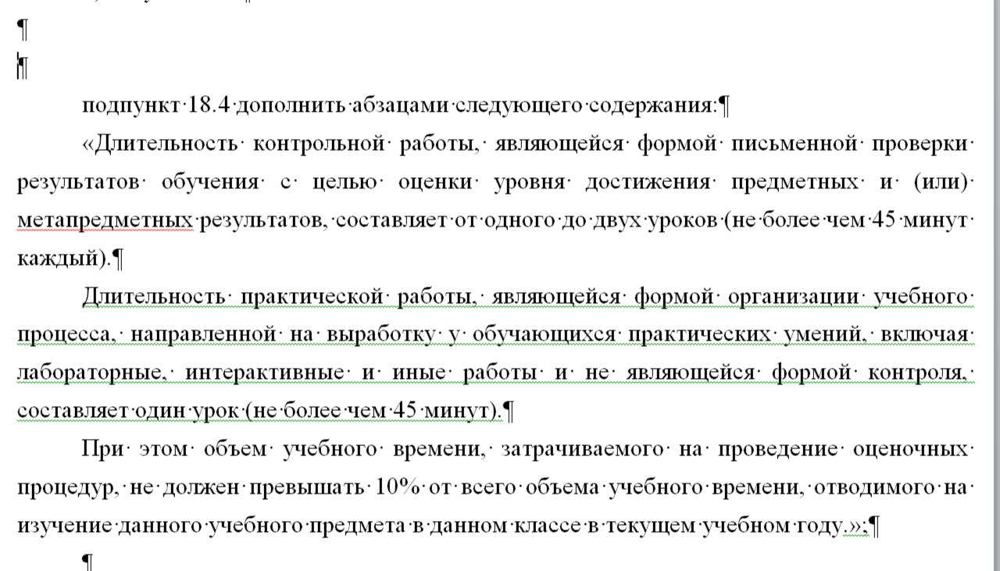 подпункт 18.4 дополнить абзацами следующего содержания:¶
«Длительность контрольной работы, являющейся формой письменной проверки
результатов обучения с целью оценки уровня достижения предметных и (или)
метапредметных результатов, составляет от одного до двух уроков (не более чем 45 минут
каждый).¶
Длительность практической работы, являющейся формой организации учебного
процесса, направленной на выработку у обучающихся практических умений, включая
лабораторные, интерактивные и иные работы и не являющейся формой контроля,
составляет один урок (не более чем 45 минут).¶
При этом объем учебного времени, затрачиваемого на проведение оценочных
процедур, не должен превышать 10% от всего объема учебного времени, отводимого на
изучение данного учебного предмета в данном классе в текущем учебном году.»;¶